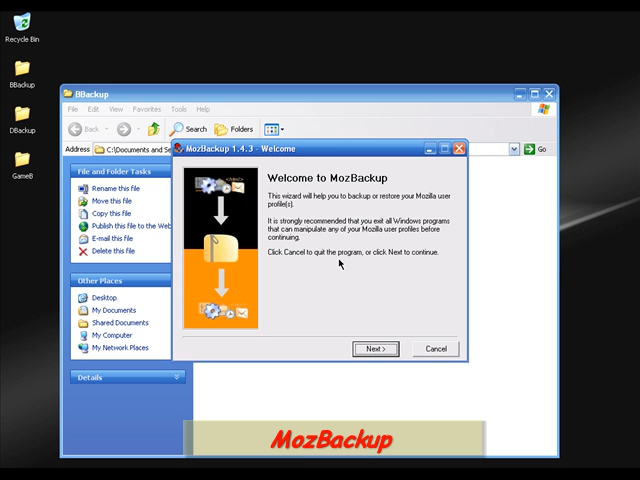 Recycle Bin
BBackup
DBackup
GameB
BBackup
File Edit View Favorites Tools Help
Back Search Folders
Address C:\Documents and Se Go
File and Folder Tasks
Rename this file
Move this file
Copy this file
Publish this file to the Web
E-mail this file
Delete this file
Other Places
Desktop
My Documents
Shared Documents
My Computer
My Network Places
Details
MozBackup 1.4.3 - Welcome
Welcome to MozBackup
This wizard will help you to backup or restore your Mozilla user
profile(s).
It is strongly recommended that you exit all Windows programs
that can manipulate any of your Mozilla user profiles before
continuing.
Click Cancel to quit the program, or click Next to continue.
Next >
Cancel
MozBackup